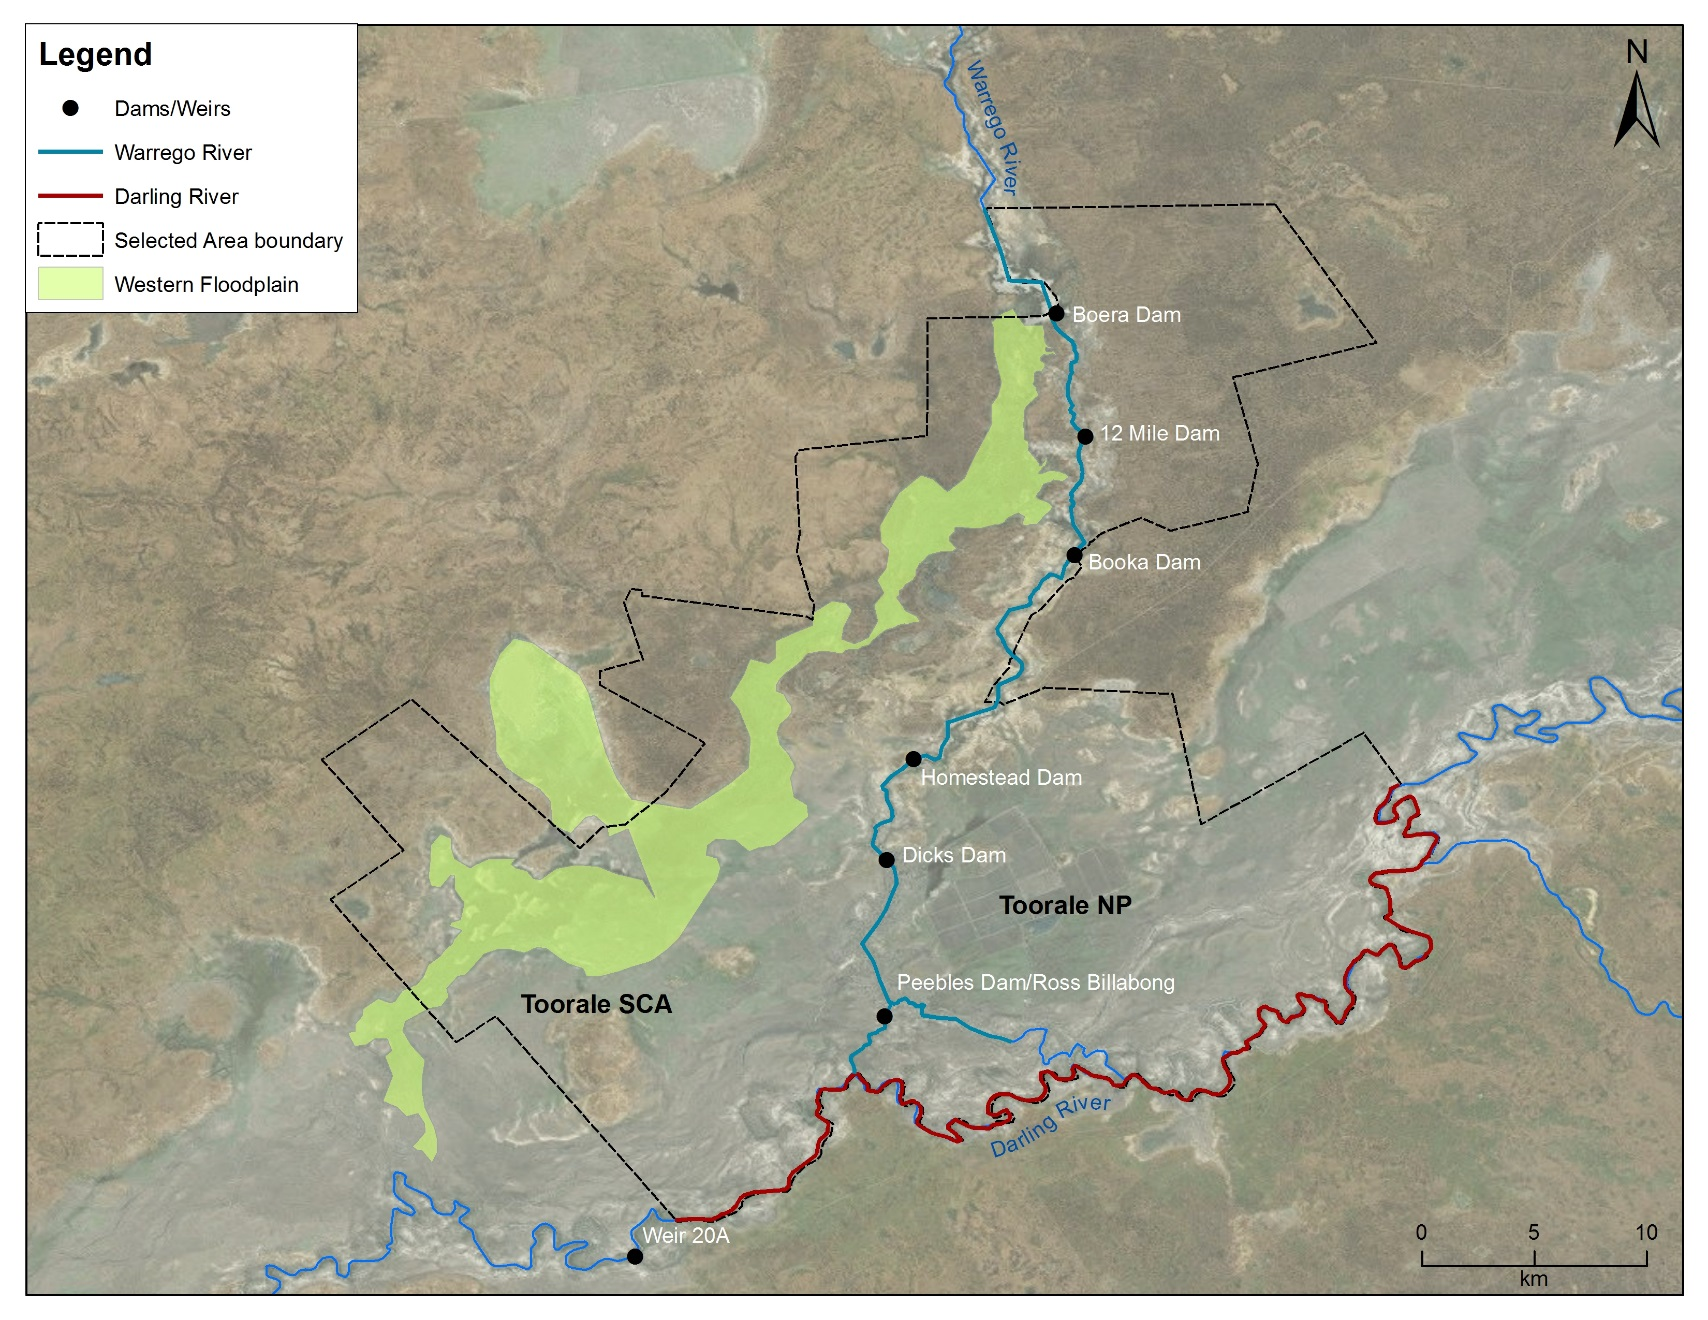 Legend
Dams/Weirs
Warrego River
Darling River
Selected Area boundary
Western Floodplain
Warrego River
N
Boera Dam
12 Mile Dam
Booka Dam
Homestead Dam
Dicks Dam
Toorale NP
Peebles Dam/Ross Billabong
Toorale SCA
Darling River
Weir 20A
0 5 10
km